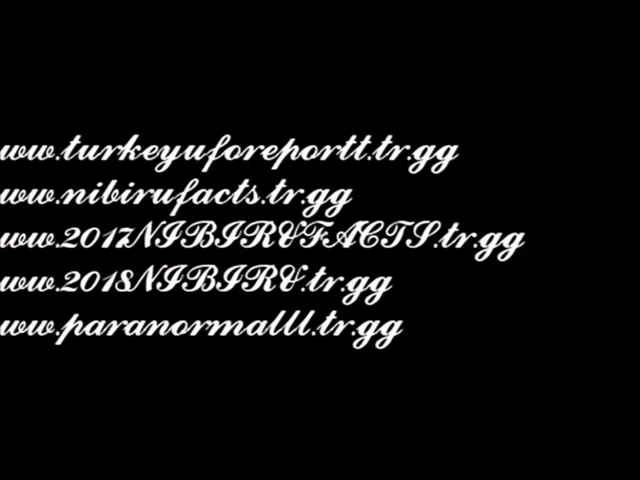 ww.turkeyuforeportt.tr.gg
ww.nibirufacts.tr.gg
ww.2017NIBIRUFACTS.tr.gg
ww.2018NIBIRU.tr.gg
ww.paranormalll.tr.gg